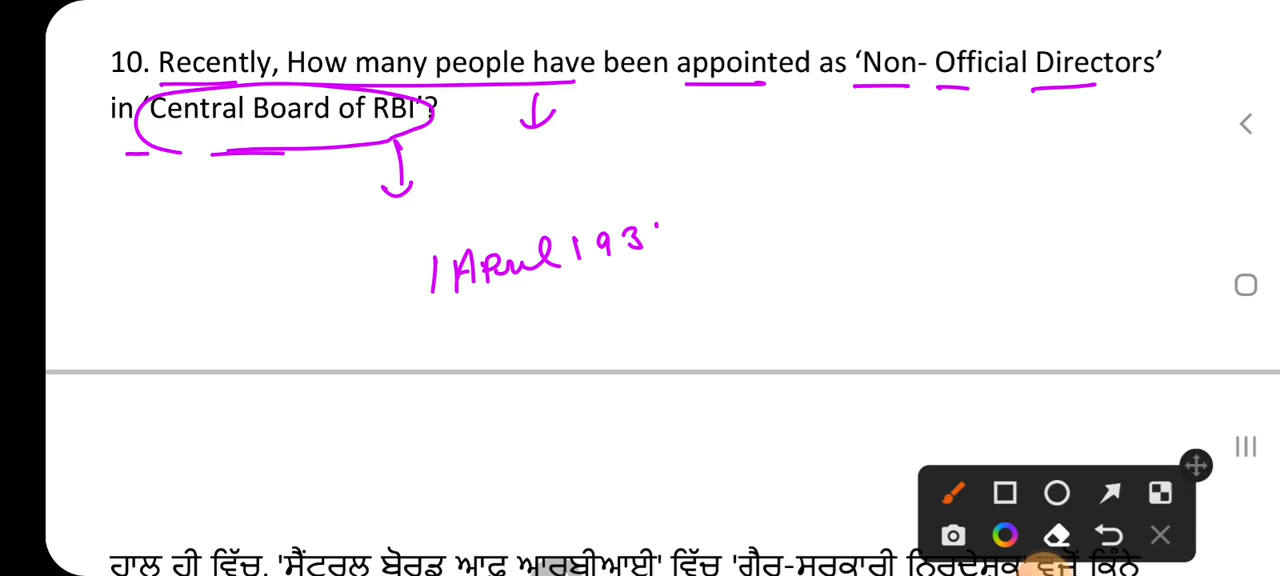 10. Recently, How many people have been appointed as ‘Non- Official Directors’
in ‘Central Board of RBI’?
1 April 193
ਹਾਲ ਹੀ ਵਿੱਚ, 'ਸੈਂਟਰਲ ਬੋਰਡ ਆਫ਼ ਆਰਬੀਆਈ' ਵਿੱਚ 'ਗੈਰ-ਸਰਕਾਰੀ ਨਿਰਦੇਸ਼ਕ' ਵਜੋਂ ਕਿੰਨੇ